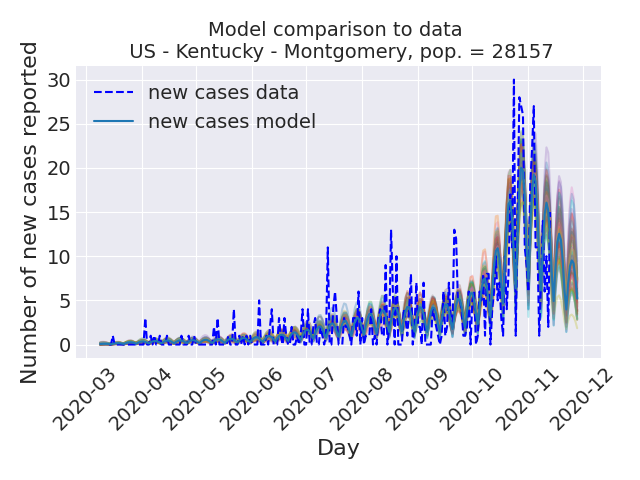 Model comparison to data
US - Kentucky - Montgomery, pop. = 28157
Number of new cases reported
30
25
20
15
10
5
0
new cases data
new cases model
2020-03
2020-04
2020-05
2020-06
2020-07
2020-08
2020-09
2020-10
2020-11
2020-12
Day